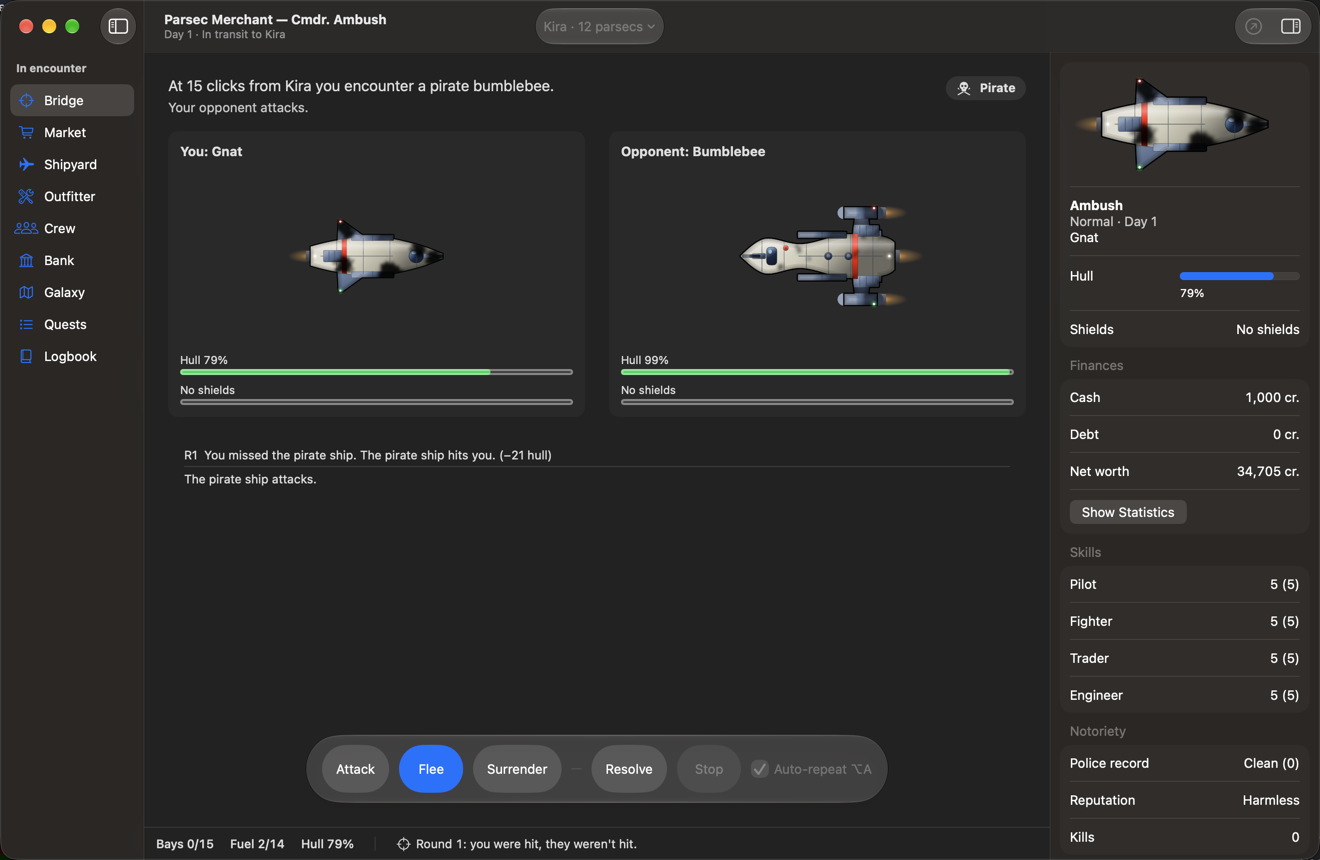 Parsec Merchant — Cmdr. Ambush
Day 1 · In transit to Kira
Kira · 12 parsecs
In encounter
Bridge
Market
Shipyard
Outfitter
Crew
Bank
Galaxy
Quests
Logbook
At 15 clicks from Kira you encounter a pirate bumblebee.
Your opponent attacks.
Pirate
You: Gnat
Hull 79%
No shields
Opponent: Bumblebee
Hull 99%
No shields
R1 You missed the pirate ship. The pirate ship hits you. (−21 hull)
The pirate ship attacks.
Attack
Flee
Surrender
Resolve
Stop
Auto-repeat ⌥A
Bays 0/15 Fuel 2/14 Hull 79% Round 1: you were hit, they weren't hit.
Ambush
Normal · Day 1
Gnat
Hull
79%
Shields No shields
Finances
Cash 1,000 cr.
Debt 0 cr.
Net worth 34,705 cr.
Show Statistics
Skills
Pilot 5 (5)
Fighter 5 (5)
Trader 5 (5)
Engineer 5 (5)
Notoriety
Police record Clean (0)
Reputation Harmless
Kills 0